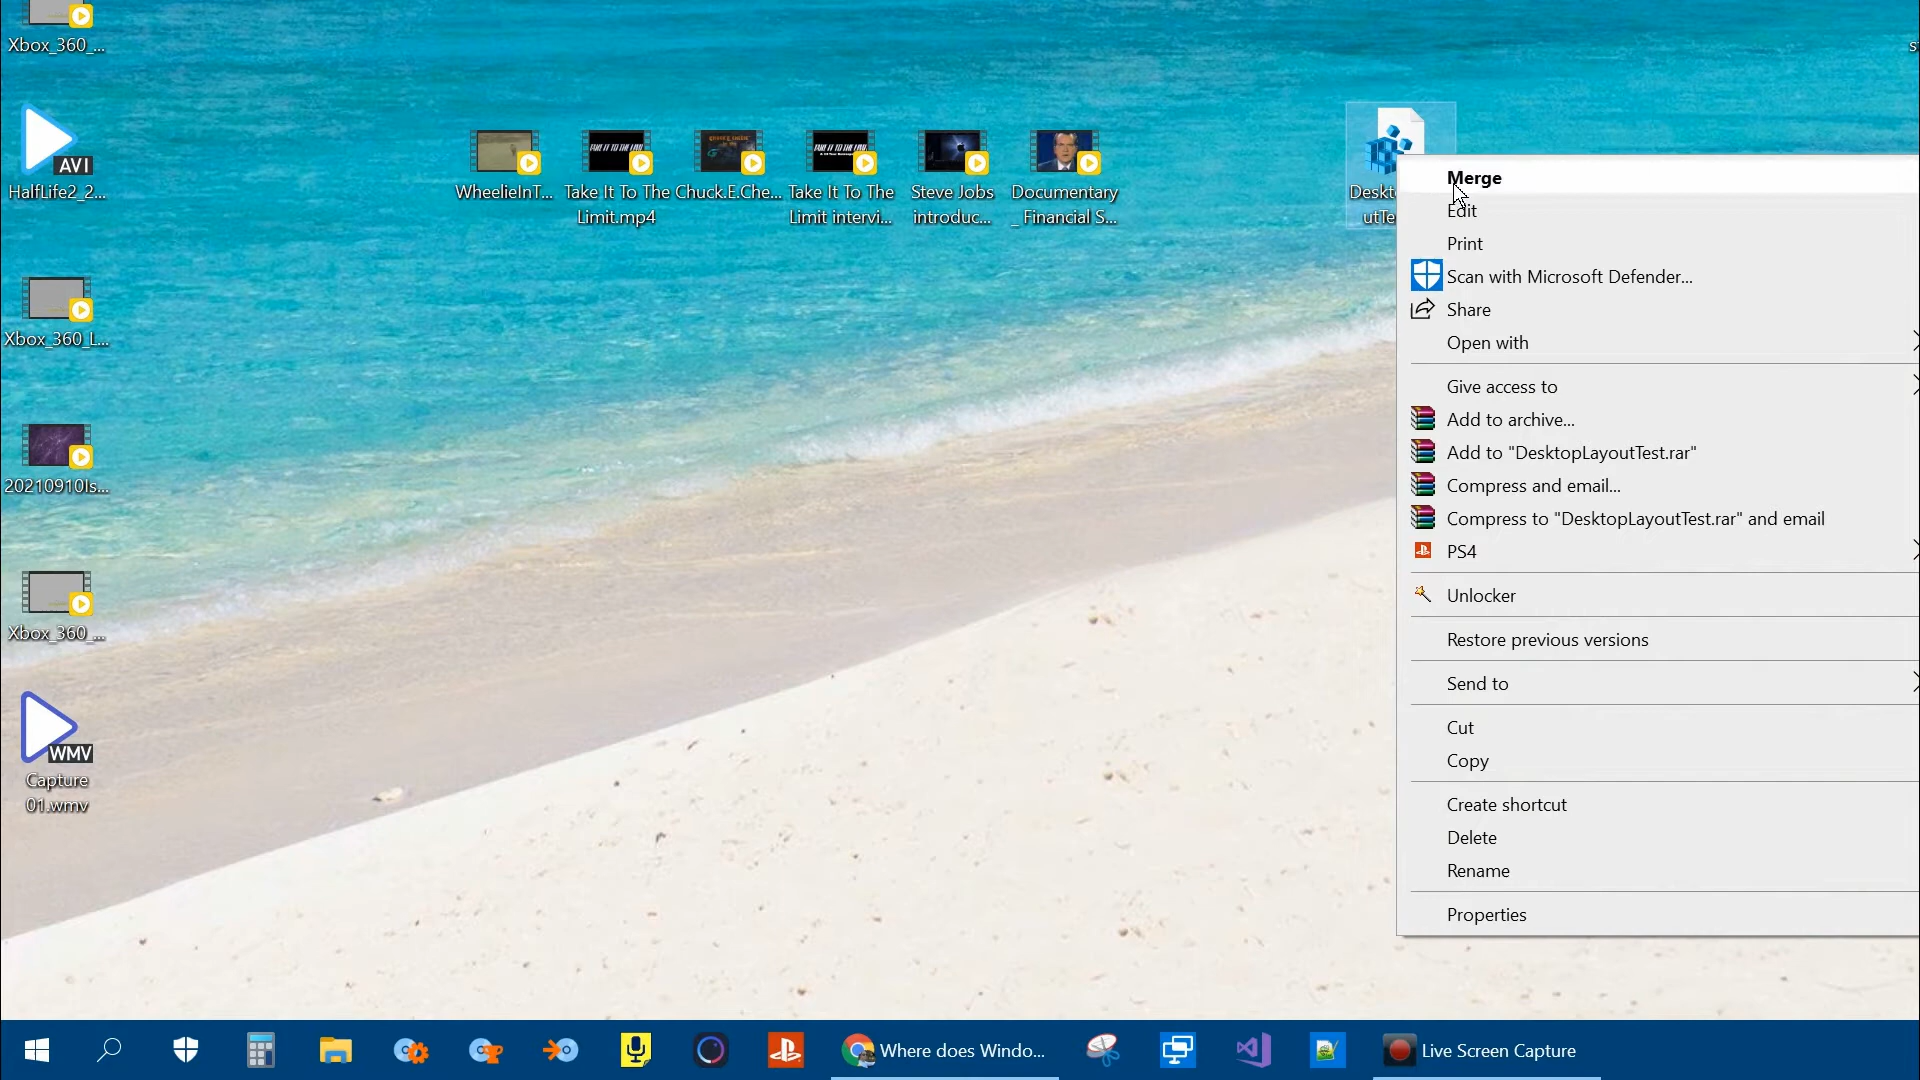 Xbox_360_...
AVI
HalfLife2_2...
Xbox_360_L...
20210910Is...
Xbox_360_...
WMV
Capture
01.wmv
WheelieInT...
Take It To The
Limit.mp4
Chuck.E.Che...
Take It To The
Limit intervi...
Steve Jobs
introduc...
Documentary
_ Financial S...
Merge
Edit
Print
Scan with Microsoft Defender...
Share
Open with
Give access to
Add to archive...
Add to "DesktopLayoutTest.rar"
Compress and email...
Compress to "DesktopLayoutTest.rar" and email
PS4
Unlocker
Restore previous versions
Send to
Cut
Copy
Create shortcut
Delete
Rename
Properties
Where does Windo...
Live Screen Capture